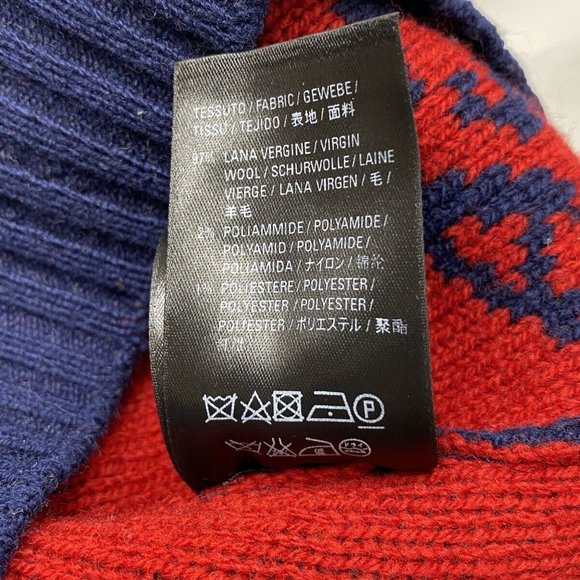 TESSUTO / FABRIC / GEWEBE /
TISSU / TEJIDO / 表地 / 面料
97% LANA VERGINE / VIRGIN
WOOL / SCHURWOLLE / LAINE
VIERGE / LANA VIRGEN / 毛 /
羊毛
2% POLIAMMIDE / POLYAMIDE /
POLYAMID / POLYAMIDE /
POLIAMIDA / ナイロン / 锦纶
1% POLIESTERE / POLYESTER /
POLYESTER / POLYESTER /
POLIESTER / ポリエステル / 聚酯
P